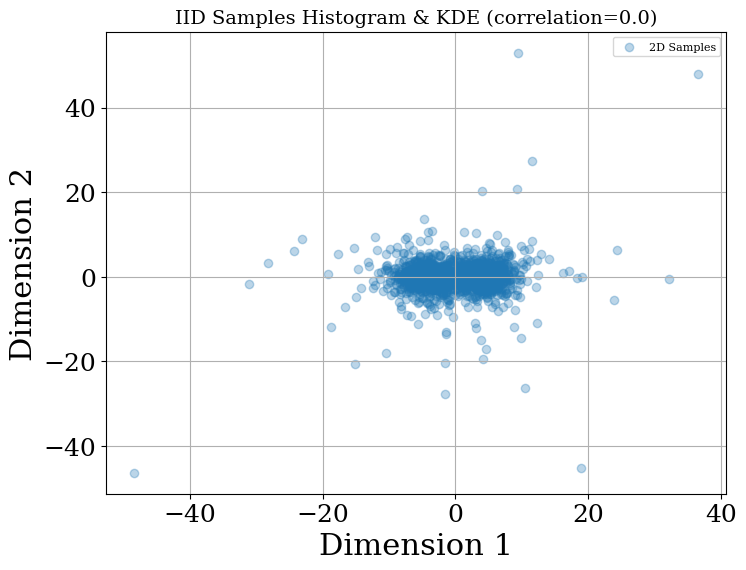 IID Samples Histogram & KDE (correlation=0.0)
2D Samples
Dimension 2
40
20
0
−20
−40
−40 −20 0 20 40
Dimension 1